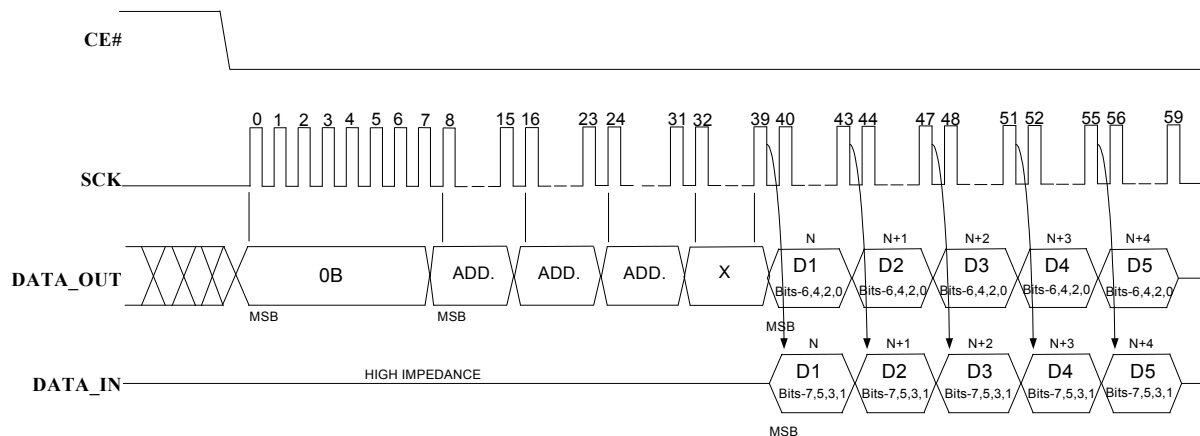 CE#
0 1 2 3 4 5 6 7 8 15 16 23 24 31 32 39 40 43 44 47 48 51 52 55 56 59
SCK
N N+1 N+2 N+3 N+4
DATA_OUT 0B ADD. ADD. ADD. X D1 D2 D3 D4 D5
Bits-6,4,2,0 Bits-6,4,2,0 Bits-6,4,2,0 Bits-6,4,2,0 Bits-6,4,2,0
MSB MSB MSB
N N+1 N+2 N+3 N+4
DATA_IN HIGH IMPEDANCE D1 D2 D3 D4 D5
Bits-7,5,3,1 Bits-7,5,3,1 Bits-7,5,3,1 Bits-7,5,3,1 Bits-7,5,3,1
MSB